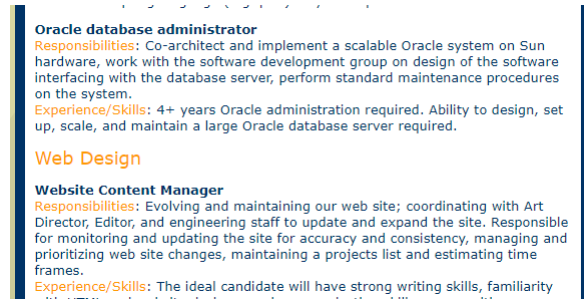 Oracle database administrator
Responsibilities: Co-architect and implement a scalable Oracle system on Sun
hardware, work with the software development group on design of the software
interfacing with the database server, perform standard maintenance procedures
on the system.
Experience/Skills: 4+ years Oracle administration required. Ability to design, set
up, scale, and maintain a large Oracle database server required.
Web Design
Website Content Manager
Responsibilities: Evolving and maintaining our web site; coordinating with Art
Director, Editor, and engineering staff to update and expand the site. Responsible
for monitoring and updating the site for accuracy and consistency, managing and
prioritizing web site changes, maintaining a projects list and estimating time
frames.
Experience/Skills: The ideal candidate will have strong writing skills, familiarity